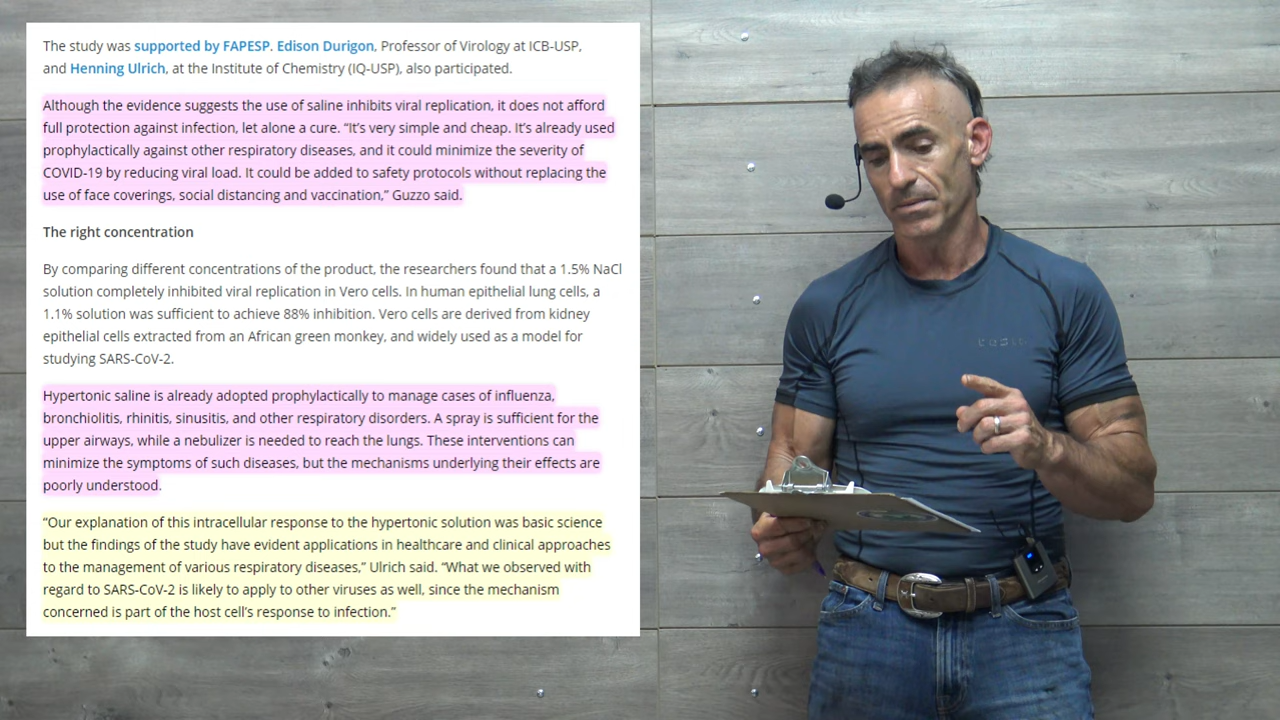 The study was supported by FAPESP. Edison Durigon, Professor of Virology at ICB-USP,
and Henning Ulrich, at the Institute of Chemistry (IQ-USP), also participated.
Although the evidence suggests the use of saline inhibits viral replication, it does not afford
full protection against infection, let alone a cure. “It’s very simple and cheap. It’s already used
prophylactically against other respiratory diseases, and it could minimize the severity of
COVID-19 by reducing viral load. It could be added to safety protocols without replacing the
use of face coverings, social distancing and vaccination,” Guzzo said.
The right concentration
By comparing different concentrations of the product, the researchers found that a 1.5% NaCl
solution completely inhibited viral replication in Vero cells. In human epithelial lung cells, a
1.1% solution was sufficient to achieve 88% inhibition. Vero cells are derived from kidney
epithelial cells extracted from an African green monkey, and widely used as a model for
studying SARS-CoV-2.
Hypertonic saline is already adopted prophylactically to manage cases of influenza,
bronchiolitis, rhinitis, sinusitis, and other respiratory disorders. A spray is sufficient for the
upper airways, while a nebulizer is needed to reach the lungs. These interventions can
minimize the symptoms of such diseases, but the mechanisms underlying their effects are
poorly understood.
“Our explanation of this intracellular response to the hypertonic solution was basic science
but the findings of the study have evident applications in healthcare and clinical approaches
to the management of various respiratory diseases,” Ulrich said. “What we observed with
regard to SARS-CoV-2 is likely to apply to other viruses as well, since the mechanism
concerned is part of the host cell’s response to infection.”